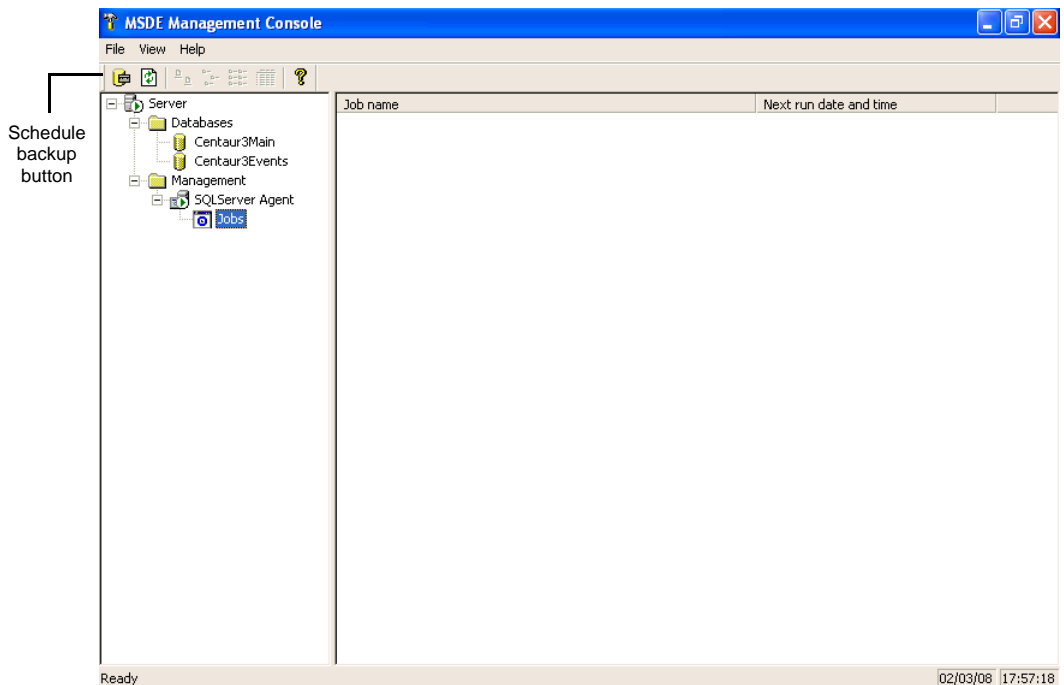 MSDE Management Console
File View Help
Schedule
backup
button
Server
Databases
Centaur3Main
Centaur3Events
Management
SQLServer Agent
Jobs
Job name Next run date and time
Ready 02/03/08 17:57:18